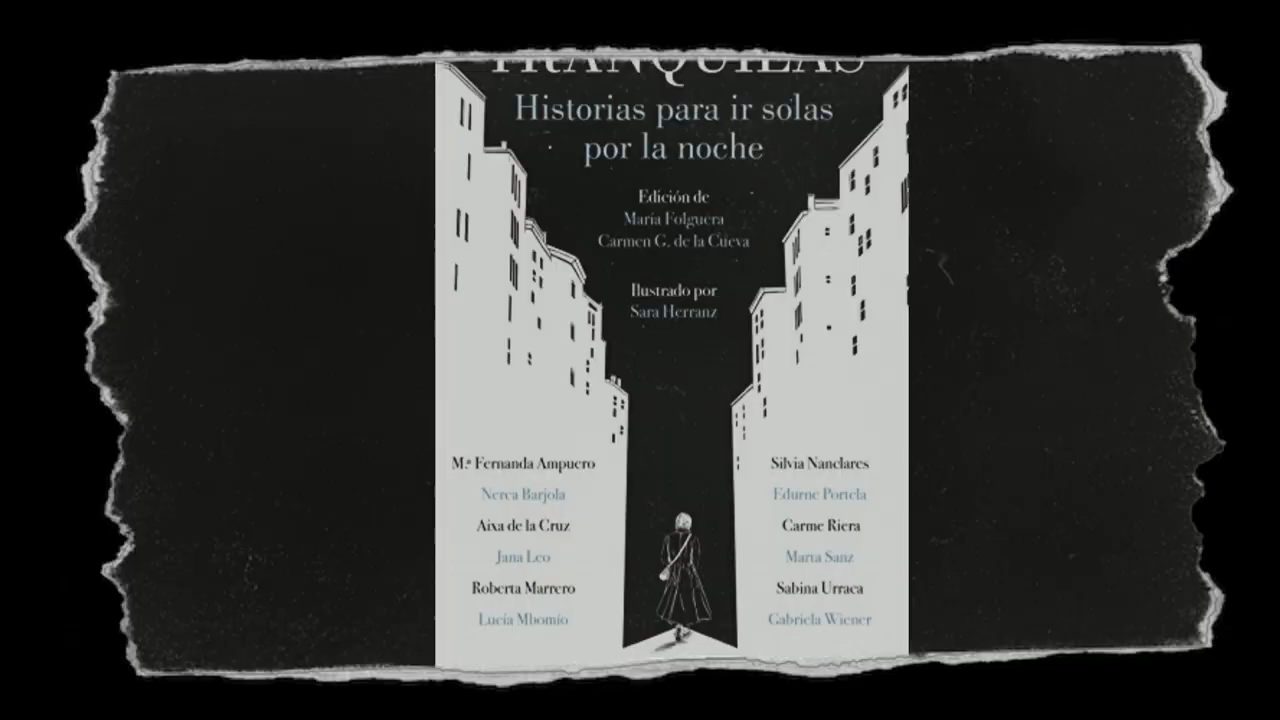 TRANQUILAS
Historias para ir solas
por la noche
Edición de
María Folguera
Carmen G. de la Cueva
Ilustrado por
Sara Herranz
M.ª Fernanda Ampuero
Nerea Barjola
Aixa de la Cruz
Jana Leo
Roberta Marrero
Lucía Mbomío
Silvia Nanclares
Edurne Portela
Carme Riera
Marta Sanz
Sabina Urraca
Gabriela Wiener